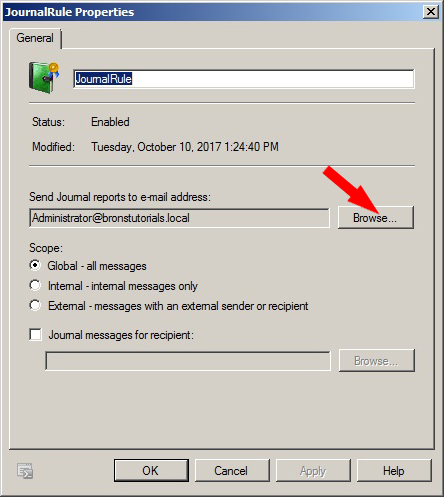 JournalRule Properties
General
JournalRule
Status: Enabled
Modified: Tuesday, October 10, 2017 1:24:40 PM
Send Journal reports to e-mail address:
Administrator@bronstutorials.local Browse...
Scope:
Global - all messages
Internal - internal messages only
External - messages with an external sender or recipient
Journal messages for recipient:
Browse...
OK Cancel Apply Help